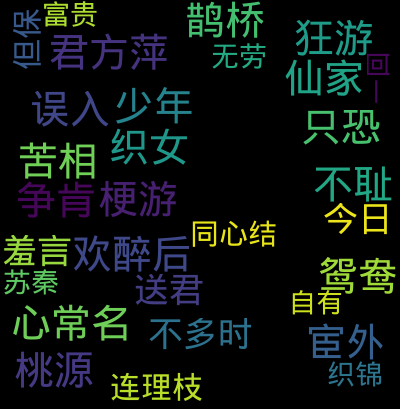 富贵
鹊桥
但保
君方萍
无劳
狂游
仙家
回一
误入
少年
只恐
织女
苦相
争肯
梗游
不耻
今日
同心结
羞言
欢醉后
苏秦
送君
鸳鸯
自有
心常名
不多时
宦外
桃源
连理枝
织锦